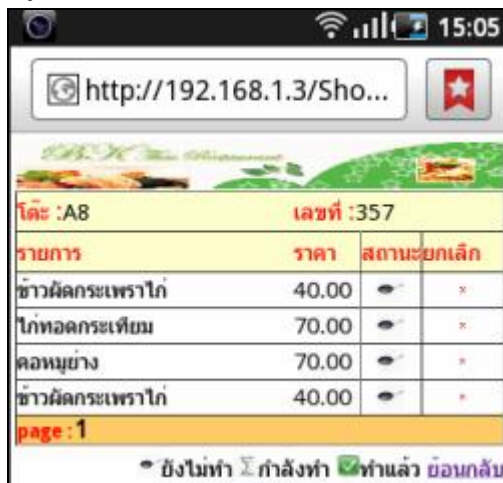 15:05
http://192.168.1.3/Sho...
B.K Thai Restaurant
โต๊ะ :A8 เลขที่ :357
รายการ ราคา สถานะ ยกเลิก
ข้าวผัดกระเพราไก่ 40.00
ไก่ทอดกระเทียม 70.00
คอหมูย่าง 70.00
ข้าวผัดกระเพราไก่ 40.00
page : 1
ยังไม่ทำ กำลังทำ ทำแล้ว ย้อนกลับ